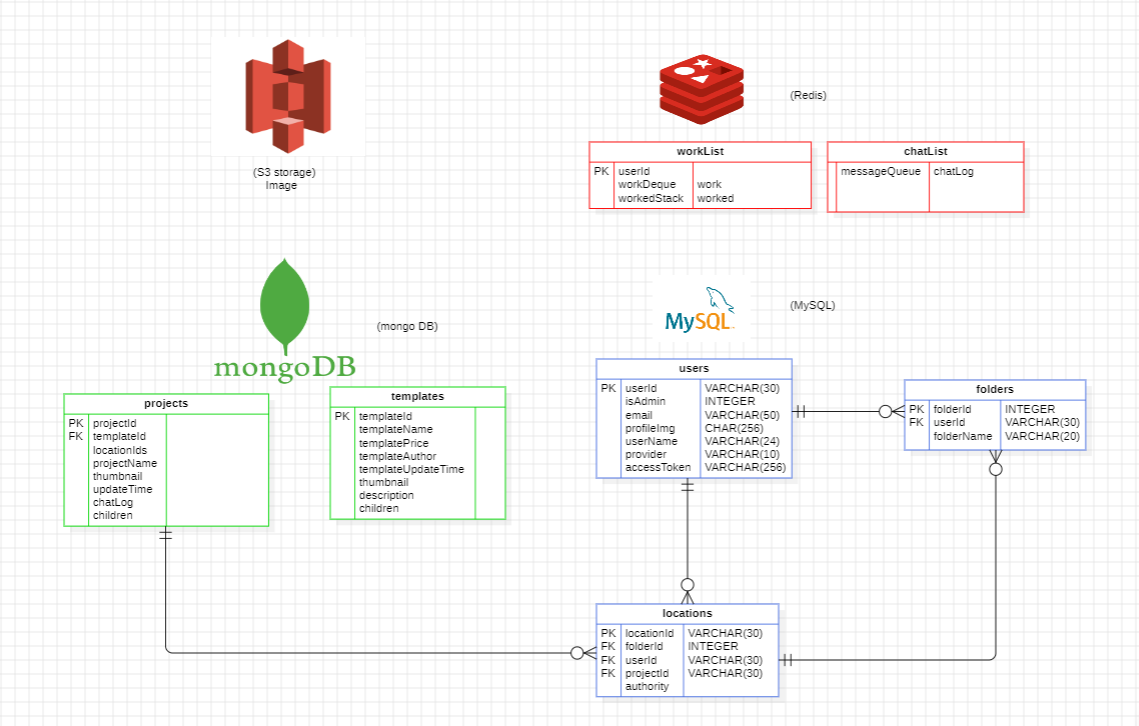 (S3 storage)
Image
(Redis)
workList
PK userId
workDeque work
workedStack worked
chatList
messageQueue chatLog
mongoDB
(mongo DB)
projects
PK projectId
FK templateId
locationIds
projectName
thumbnail
updateTime
chatLog
children
templates
PK templateId
templateName
templatePrice
templateAuthor
templateUpdateTime
thumbnail
description
children
MySQL
(MySQL)
users
PK userId VARCHAR(30)
isAdmin INTEGER
email VARCHAR(50)
profileImg CHAR(256)
userName VARCHAR(24)
provider VARCHAR(10)
accessToken VARCHAR(256)
folders
PK folderId INTEGER
FK userId VARCHAR(30)
folderName VARCHAR(20)
locations
PK locationId VARCHAR(30)
FK folderId INTEGER
FK userId VARCHAR(30)
FK projectId VARCHAR(30)
authority